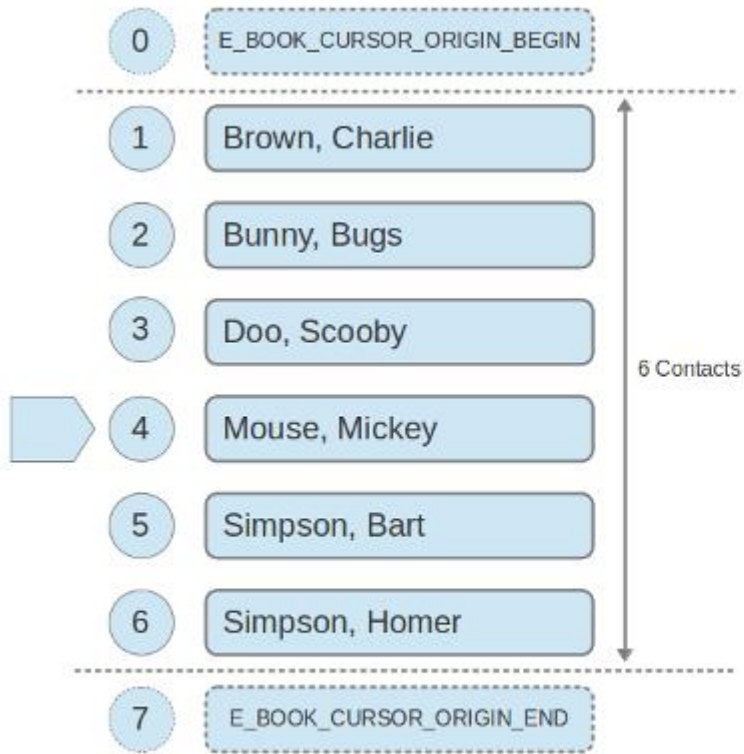 0 E_BOOK_CURSOR_ORIGIN_BEGIN
1 Brown, Charlie
2 Bunny, Bugs
3 Doo, Scooby
6 Contacts
4 Mouse, Mickey
5 Simpson, Bart
6 Simpson, Homer
7 E_BOOK_CURSOR_ORIGIN_END